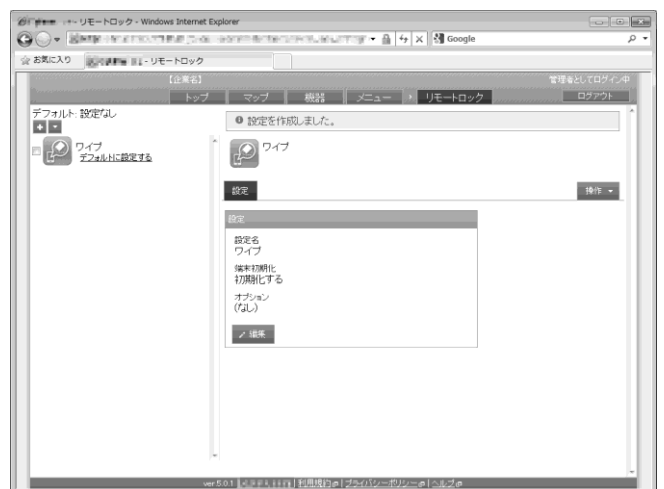 リモートロック - Windows Internet Explorer
Google
お気に入り
- リモートロック
【企業名】
管理者としてログイン中
トップ
マップ
機器
メニュー
リモートロック
ログアウト
デフォルト: 設定なし
設定を作成しました。
ワイプ
デフォルトに設定する
ワイプ
設定
操作
設定
設定名
ワイプ
端末初期化
初期化する
オプション
(なし)
編集
ver 5.0.1
利用規約
プライバシーポリシー
ヘルプ